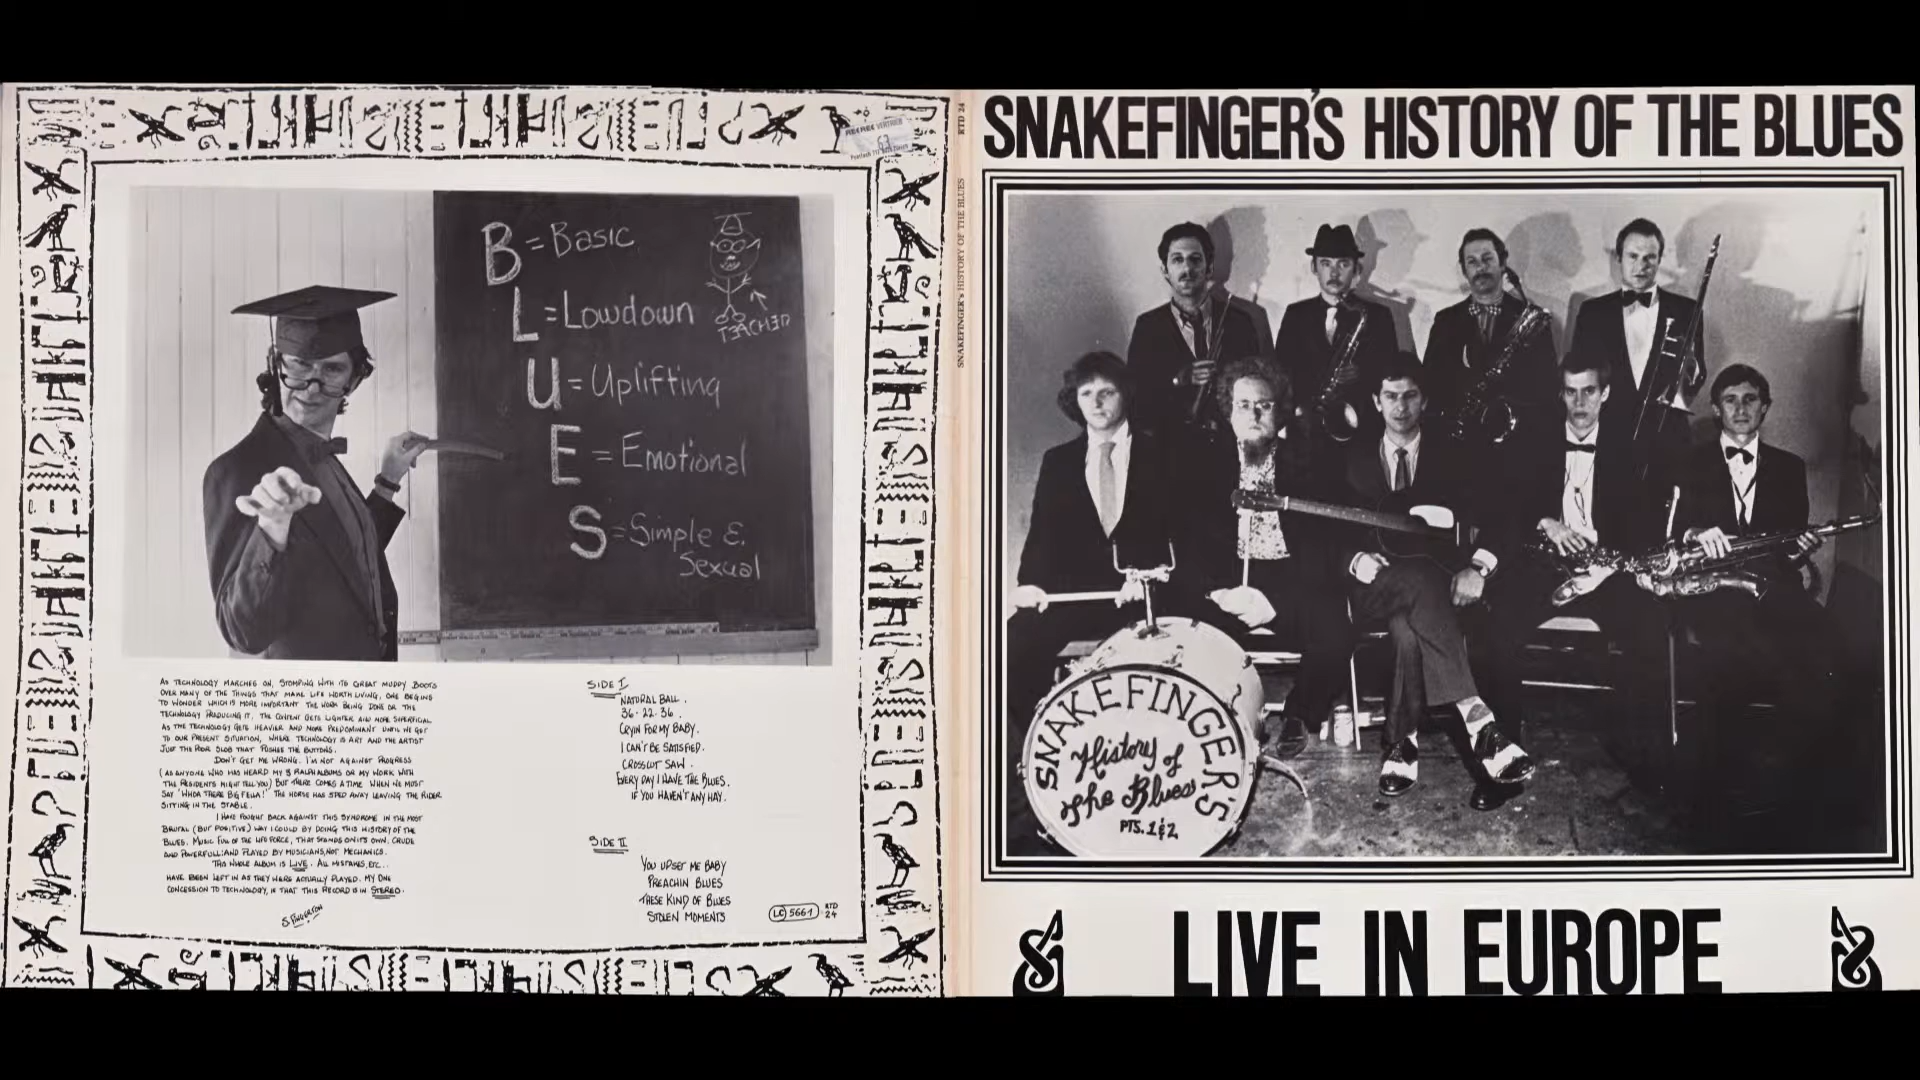 B = Basic
L = Lowdown
U = Uplifting
E = Emotional
S = Simple &
Sexual
TEACHER
AS TECHNOLOGY MARCHES ON, STOMPING WITH ITS GREAT MUDDY BOOTS
OVER MANY OF THE THINGS THAT MAKE LIFE WORTH LIVING, ONE BEGINS
TO WONDER WHICH IS MORE IMPORTANT THE WORK BEING DONE OR THE
TECHNOLOGY PRODUCING IT. THE CONTENT GETS LIGHTER AND MORE SUPERFICIAL
AS THE TECHNOLOGY GETS HEAVIER AND MORE PREDOMINANT UNTIL WE GET
TO OUR PRESENT SITUATION, WHERE TECHNOLOGY IS ART AND THE ARTIST
JUST THE POOR SLOB THAT PUSHES THE BUTTONS.
DON'T GET ME WRONG. I'M NOT AGAINST PROGRESS
(AS ANYONE WHO HAS HEARD MY 3 RALPH ALBUMS OR MY WORK WITH
THE RESIDENTS MIGHT TELL YOU) BUT THERE COMES A TIME WHEN WE MUST
SAY "WHOA THERE BIG FELLA!" THE HORSE HAS SPED AWAY LEAVING THE RIDER
SITTING IN THE STABLE.
I HAVE FOUGHT BACK AGAINST THIS SYNDROME IN THE MOST
BRUTAL (BUT POSITIVE) WAY I COULD BY DOING THIS HISTORY OF THE
BLUES. MUSIC FULL OF THE LIFE FORCE, THAT STANDS ON ITS OWN. CRUDE
AND POWERFULL: AND PLAYED BY MUSICIANS, NOT MECHANICS.
THIS WHOLE ALBUM IS LIVE. ALL MISTAKES, ETC...
HAVE BEEN LEFT IN AS THEY WERE ACTUALLY PLAYED. MY ONE
CONCESSION TO TECHNOLOGY, IS THAT THIS RECORD IS IN STEREO.
S. FINGERTON
SIDE I
NATURAL BALL.
36-22-36.
CRYIN FOR MY BABY.
I CAN'T BE SATISFIED.
CROSSCUT SAW.
EVERY DAY I HAVE THE BLUES.
IF YOU HAVEN'T ANY HAY.
SIDE II
YOU UPSET ME BABY
PREACHIN BLUES
THESE KIND OF BLUES
STOLEN MOMENTS
LC 5661
RTD
24
RTD 24
SNAKEFINGER's HISTORY OF THE BLUES
SNAKEFINGER'S HISTORY OF THE BLUES
SNAKEFINGER'S
History of
the Blues
PTS. 1 & 2
LIVE IN EUROPE